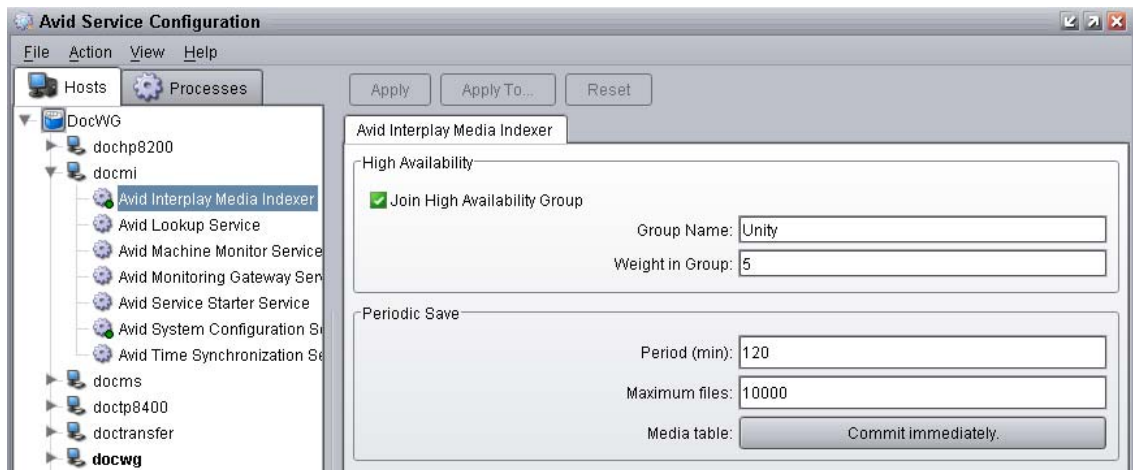 Avid Service Configuration
File Action View Help
Hosts Processes
Apply Apply To... Reset
DocWG
dochp8200
docmi
Avid Interplay Media Indexer
Avid Lookup Service
Avid Machine Monitor Service
Avid Monitoring Gateway Serv
Avid Service Starter Service
Avid System Configuration Se
Avid Time Synchronization Se
docms
doctp8400
doctransfer
docwg
Avid Interplay Media Indexer
High Availability
Join High Availability Group
Group Name: Unity
Weight in Group: 5
Periodic Save
Period (min): 120
Maximum files: 10000
Media table: Commit immediately.